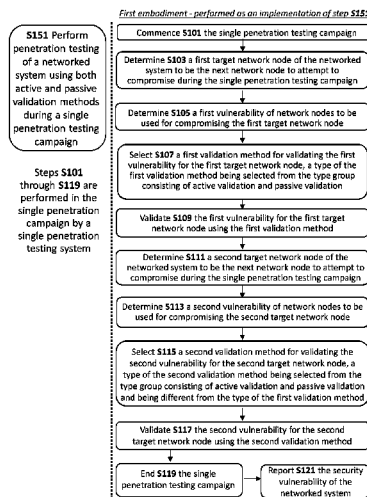 First embodiment - performed as an implementation of step S151
S151 Perform
penetration testing
of a networked
system using both
active and passive
validation methods
during a single
penetration testing
campaign
Steps S101
through S119 are
performed in the
single penetration
campaign by a
single penetration
testing system
Commence S101 the single penetration testing campaign
Determine S103 a first target network node of the networked
system to be the next network node to attempt to
compromise during the single penetration testing campaign
Determine S105 a first vulnerability of network nodes to be
used for compromising the first target network node
Select S107 a first validation method for validating the first
vulnerability for the first target network node, a type of
the first validation method being selected from the type group
consisting of active validation and passive validation
Validate S109 the first vulnerability for the first target
network node using the first validation method
Determine S111 a second target network node of the
networked system to be the next network node to attempt to
compromise during the single penetration testing campaign
Determine S113 a second vulnerability of network nodes to be
used for compromising the second target network node
Select S115 a second validation method for validating the
second vulnerability for the second target network node, a
type of the second validation method being selected from the
type group consisting of active validation and passive validation
and being different from the type of the first validation method
Validate S117 the second vulnerability for the second
target network node using the second validation method
End S119 the single
penetration testing campaign
Report S121 the security
vulnerability of the
networked system